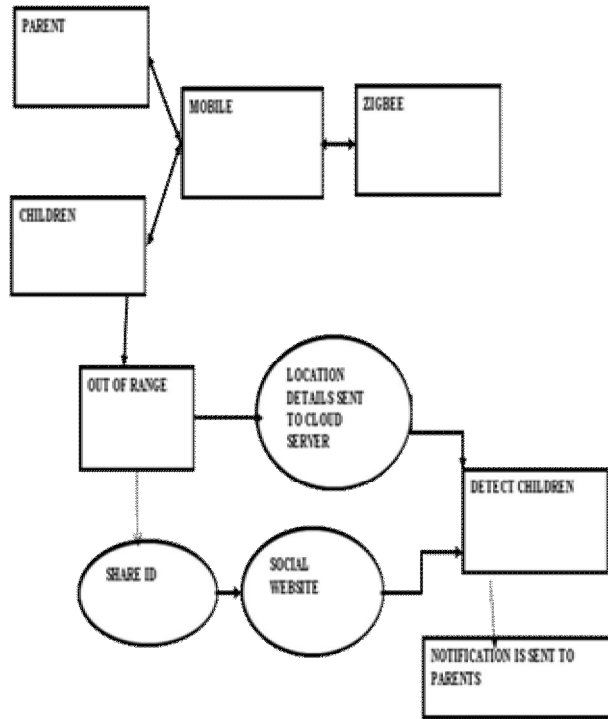 PARENT
MOBILE
ZIGBEE
CHILDREN
OUT OF RANGE
LOCATION
DETAILS SENT
TO CLOUD
SERVER
DETECT CHILDREN
SHARE ID
SOCIAL
WEBSITE
NOTIFICATION IS SENT TO
PARENTS